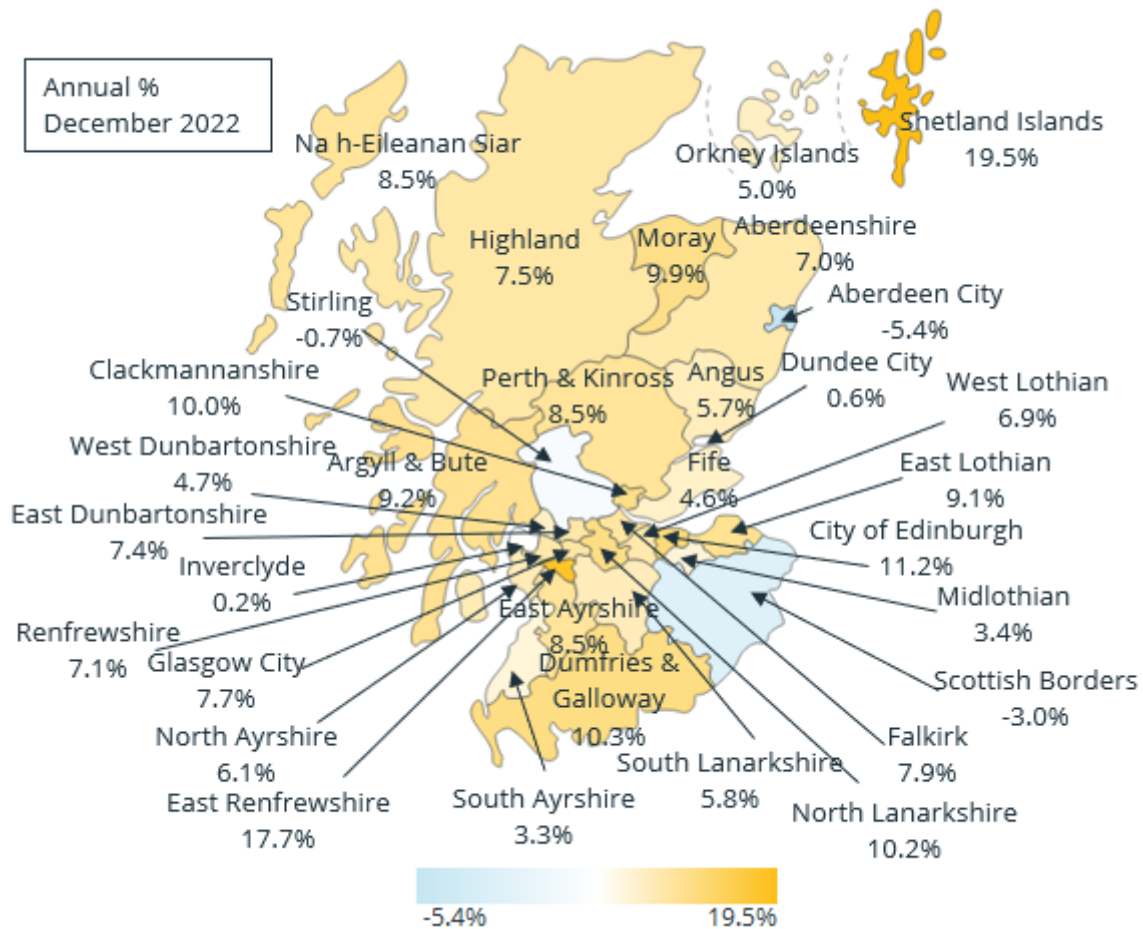 Annual %
December 2022
Na h-Eileanan Siar
8.5%
Orkney Islands
5.0%
Shetland Islands
19.5%
Highland
7.5%
Moray
9.9%
Aberdeenshire
7.0%
Aberdeen City
-5.4%
Stirling
-0.7%
Clackmannanshire
10.0%
Perth & Kinross
8.5%
Angus
5.7%
Dundee City
0.6%
West Lothian
6.9%
West Dunbartonshire
4.7%
Argyll & Bute
9.2%
Fife
4.6%
East Lothian
9.1%
East Dunbartonshire
7.4%
City of Edinburgh
11.2%
Inverclyde
0.2%
Midlothian
3.4%
Renfrewshire
7.1%
East Ayrshire
8.5%
Glasgow City
7.7%
Dumfries &
Galloway
10.3%
Scottish Borders
-3.0%
North Ayrshire
6.1%
Falkirk
7.9%
South Lanarkshire
5.8%
East Renfrewshire
17.7%
South Ayrshire
3.3%
North Lanarkshire
10.2%
-5.4%
19.5%